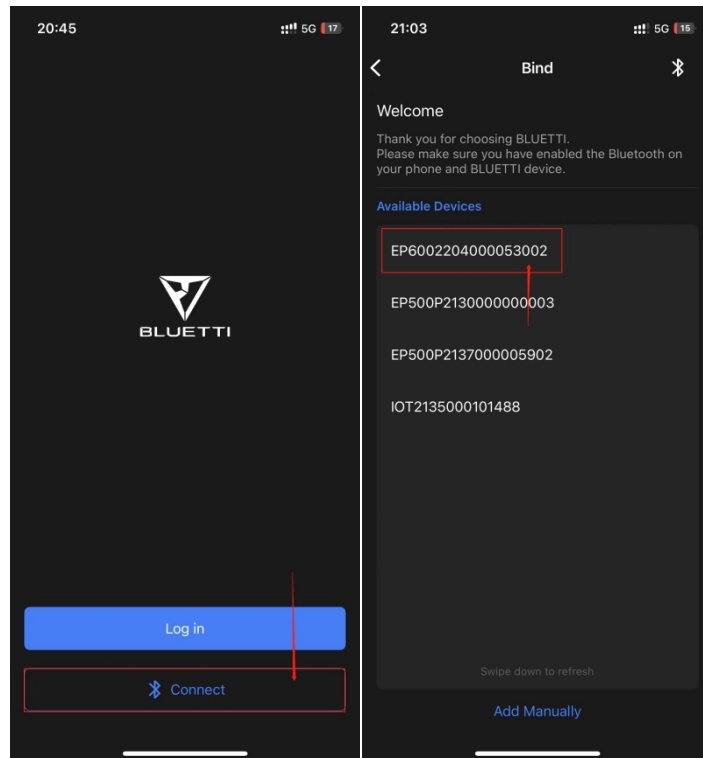 20:45
5G 17
BLUETTI
Log in
Connect
21:03
5G 15
Bind
Welcome
Thank you for choosing BLUETTI.
Please make sure you have enabled the Bluetooth on
your phone and BLUETTI device.
Available Devices
EP6002204000053002
EP500P2130000000003
EP500P2137000005902
IOT2135000101488
Swipe down to refresh
Add Manually